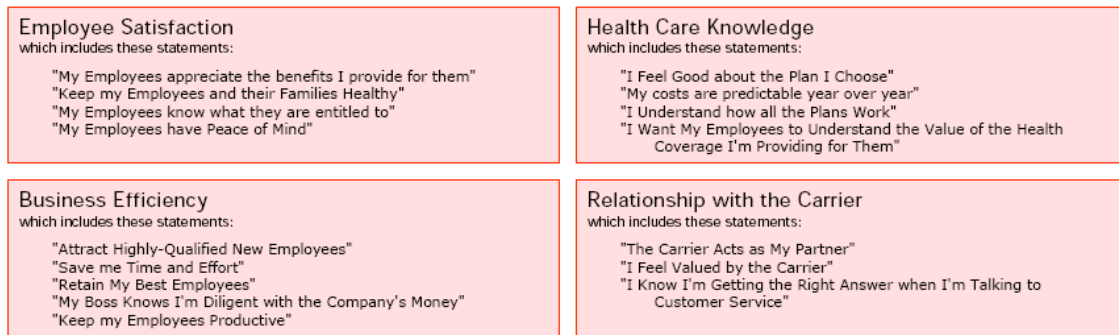 Employee Satisfaction
which includes these statements:
"My Employees appreciate the benefits I provide for them"
"Keep my Employees and their Families Healthy"
"My Employees know what they are entitled to"
"My Employees have Peace of Mind"
Health Care Knowledge
which includes these statements:
"I Feel Good about the Plan I Choose"
"My costs are predictable year over year"
"I Understand how all the Plans Work"
"I Want My Employees to Understand the Value of the Health
Coverage I'm Providing for Them"
Business Efficiency
which includes these statements:
"Attract Highly-Qualified New Employees"
"Save me Time and Effort"
"Retain My Best Employees"
"My Boss Knows I'm Diligent with the Company's Money"
"Keep my Employees Productive"
Relationship with the Carrier
which includes these statements:
"The Carrier Acts as My Partner"
"I Feel Valued by the Carrier"
"I Know I'm Getting the Right Answer when I'm Talking to
Customer Service"